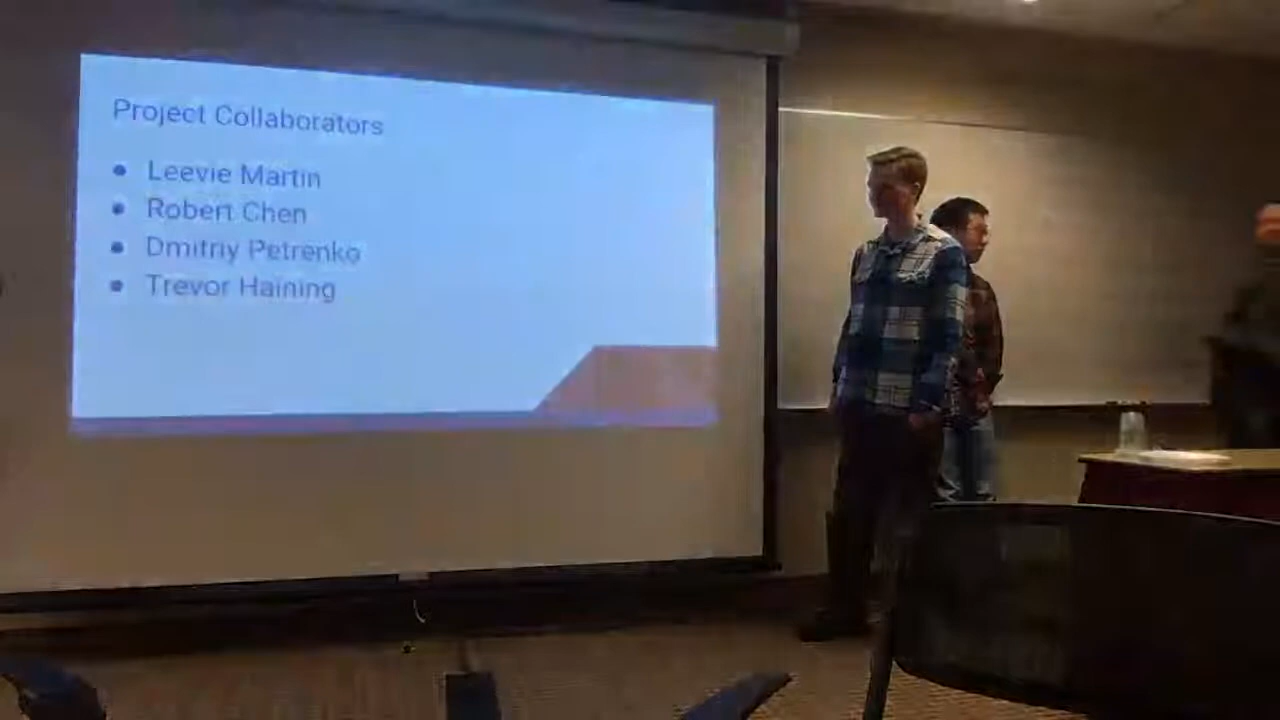 Project Collaborators
Leevie Martin
Robert Chen
Dmitriy Petrenko
Trevor Haining